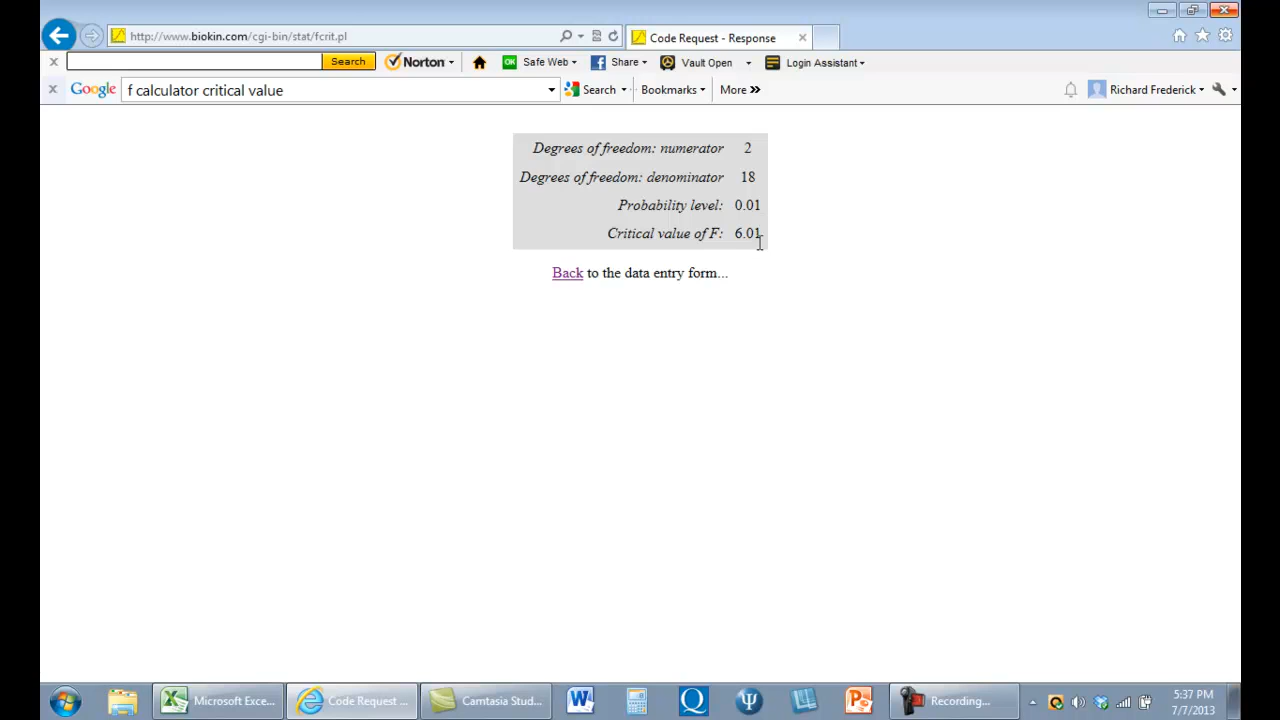 http://www.biokin.com/cgi-bin/stat/fcrit.pl
Code Request - Response
Search
Norton
OK Safe Web
Share
Vault Open
Login Assistant
Google
f calculator critical value
Search
Bookmarks
More »
Richard Frederick
Degrees of freedom: numerator 2
Degrees of freedom: denominator 18
Probability level: 0.01
Critical value of F: 6.01
Back to the data entry form...
Microsoft Exce...
Code Request ...
Camtasia Stud...
Recording...
5:37 PM
7/7/2013